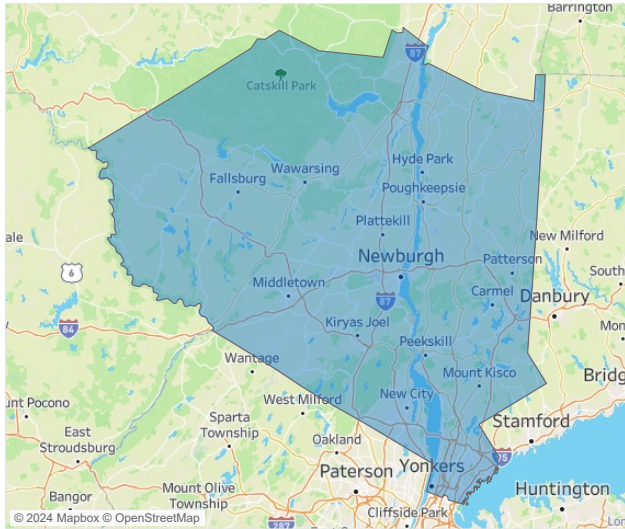 Barrington
87
Catskill Park
Hyde Park
Wawarsing
Fallsburg
Poughkeepsie
Plattekill
ale
New Milford
Newburgh
Patterson
6
South
Middletown
Carmel
Danbury
87
84
Kiryas Joel
Mon
Peekskill
Wantage
Mount Kisco
Bridg
unt Pocono
West Milford
New City
Sparta
Township
Stamford
East
Stroudsburg
Oakland
95
Paterson
Yonkers
Mount Olive
Township
Huntington
Bangor
Cliffside Park
287
© 2024 Mapbox © OpenStreetMap